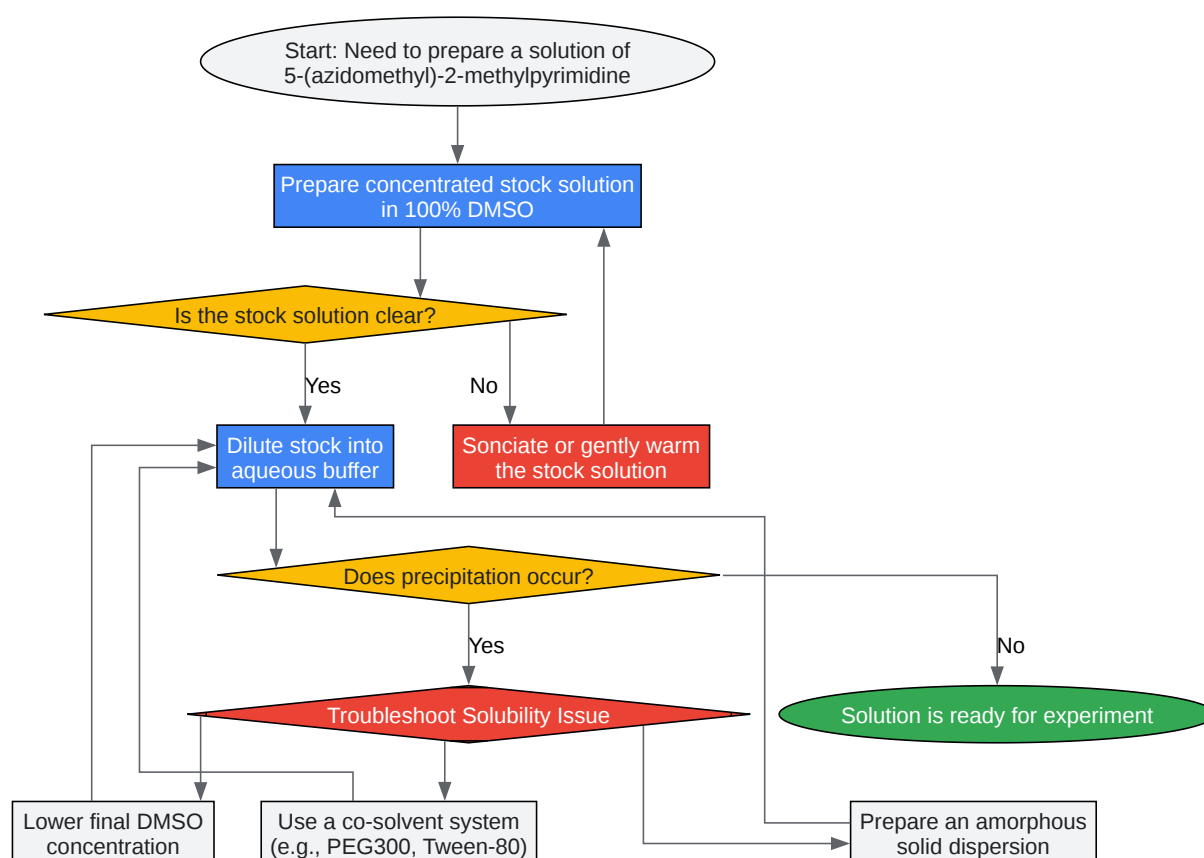 Start: Need to prepare a solution of
5-(azidomethyl)-2-methylpyrimidine
Prepare concentrated stock solution
in 100% DMSO
Is the stock solution clear?
Yes
No
Dilute stock into
aqueous buffer
Sonciate or gently warm
the stock solution
Does precipitation occur?
Yes
No
Troubleshoot Solubility Issue
Solution is ready for experiment
Lower final DMSO
concentration
Use a co-solvent system
(e.g., PEG300, Tween-80)
Prepare an amorphous
solid dispersion